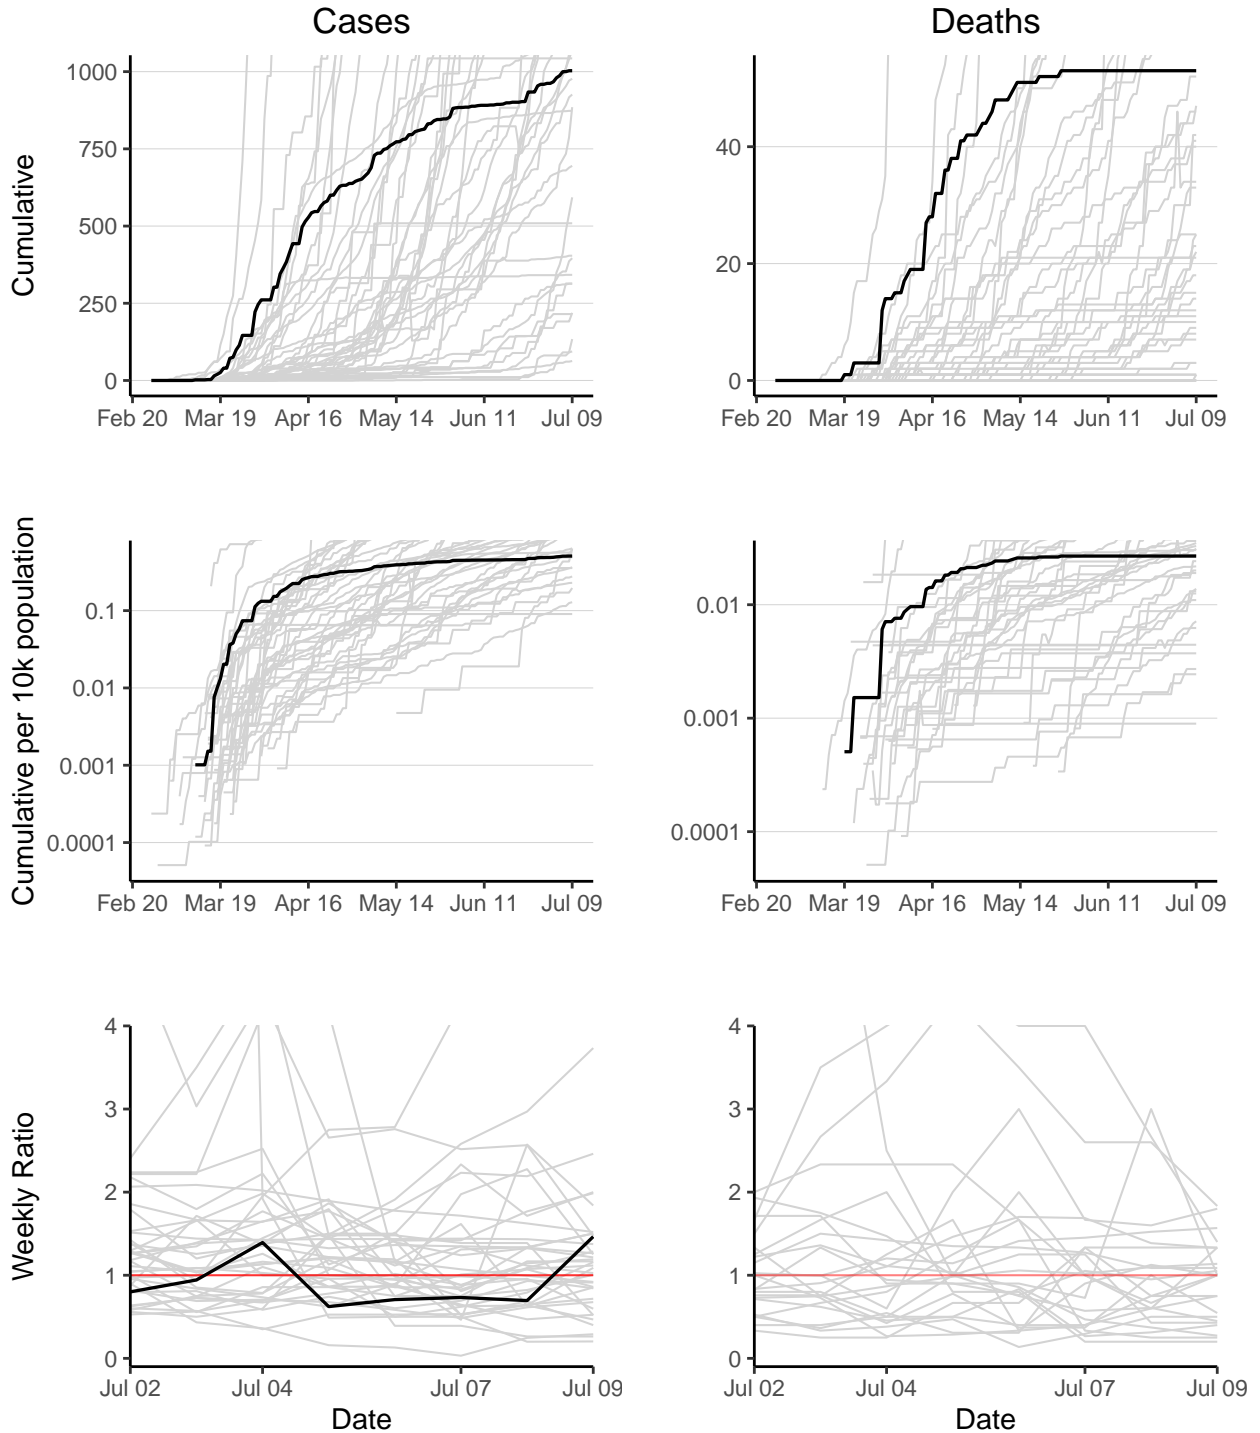 Cases
Deaths
Cumulative
1000
750
500
250
0
Feb 20 Mar 19 Apr 16 May 14 Jun 11 Jul 09
40
20
0
Feb 20 Mar 19 Apr 16 May 14 Jun 11 Jul 09
Cumulative per 10k population
0.1
0.01
0.001
0.0001
Feb 20 Mar 19 Apr 16 May 14 Jun 11 Jul 09
0.01
0.001
0.0001
Feb 20 Mar 19 Apr 16 May 14 Jun 11 Jul 09
Weekly Ratio
4
3
2
1
0
Jul 02 Jul 04 Jul 07 Jul 09
Date
4
3
2
1
0
Jul 02 Jul 04 Jul 07 Jul 09
Date